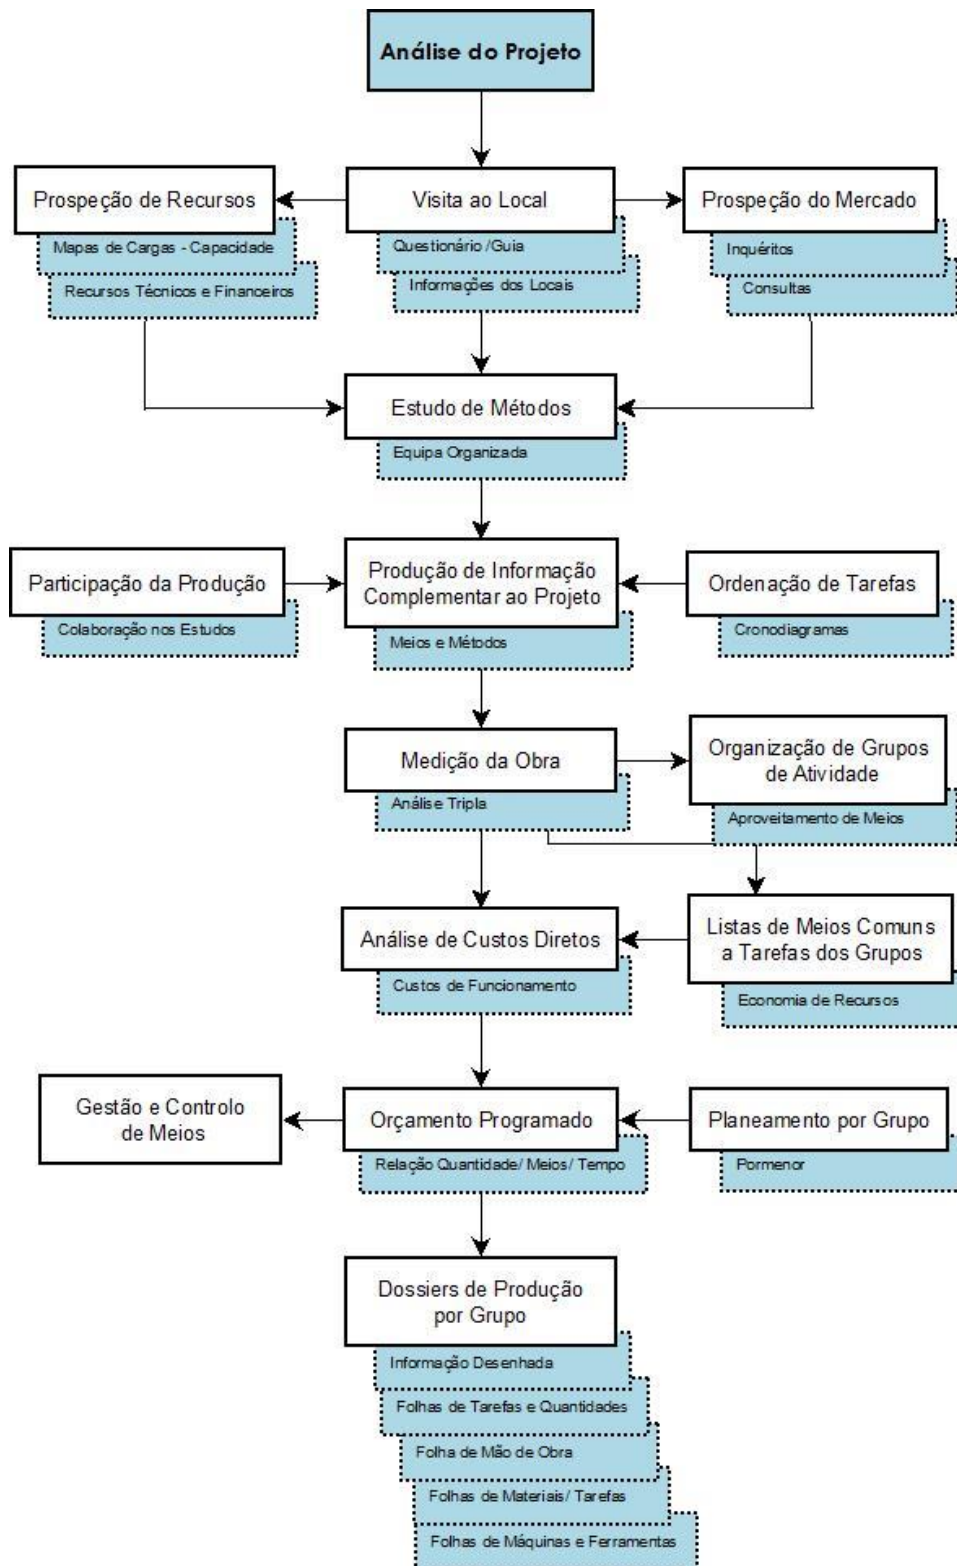 Análise do Projeto
Prospeção de Recursos
Mapas de Cargas - Capacidade
Recursos Técnicos e Financeiros
Visita ao Local
Questionário /Guia
Informações dos Locais
Prospeção do Mercado
Inquéritos
Consultas
Estudo de Métodos
Equipa Organizada
Participação da Produção
Colaboração nos Estudos
Produção de Informação
Complementar ao Projeto
Meios e Métodos
Ordenação de Tarefas
Cronodiagramas
Medição da Obra
Análise Tripla
Organização de Grupos
de Atividade
Aproveitamento de Meios
Análise de Custos Diretos
Custos de Funcionamento
Listas de Meios Comuns
a Tarefas dos Grupos
Economia de Recursos
Gestão e Controlo
de Meios
Orçamento Programado
Relação Quantidade/ Meios/ Tempo
Planeamento por Grupo
Pormenor
Dossiers de Produção
por Grupo
Informação Desenhada
Folhas de Tarefas e Quantidades
Folha de Mão de Obra
Folhas de Materiais/ Tarefas
Folhas de Máquinas e Ferramentas